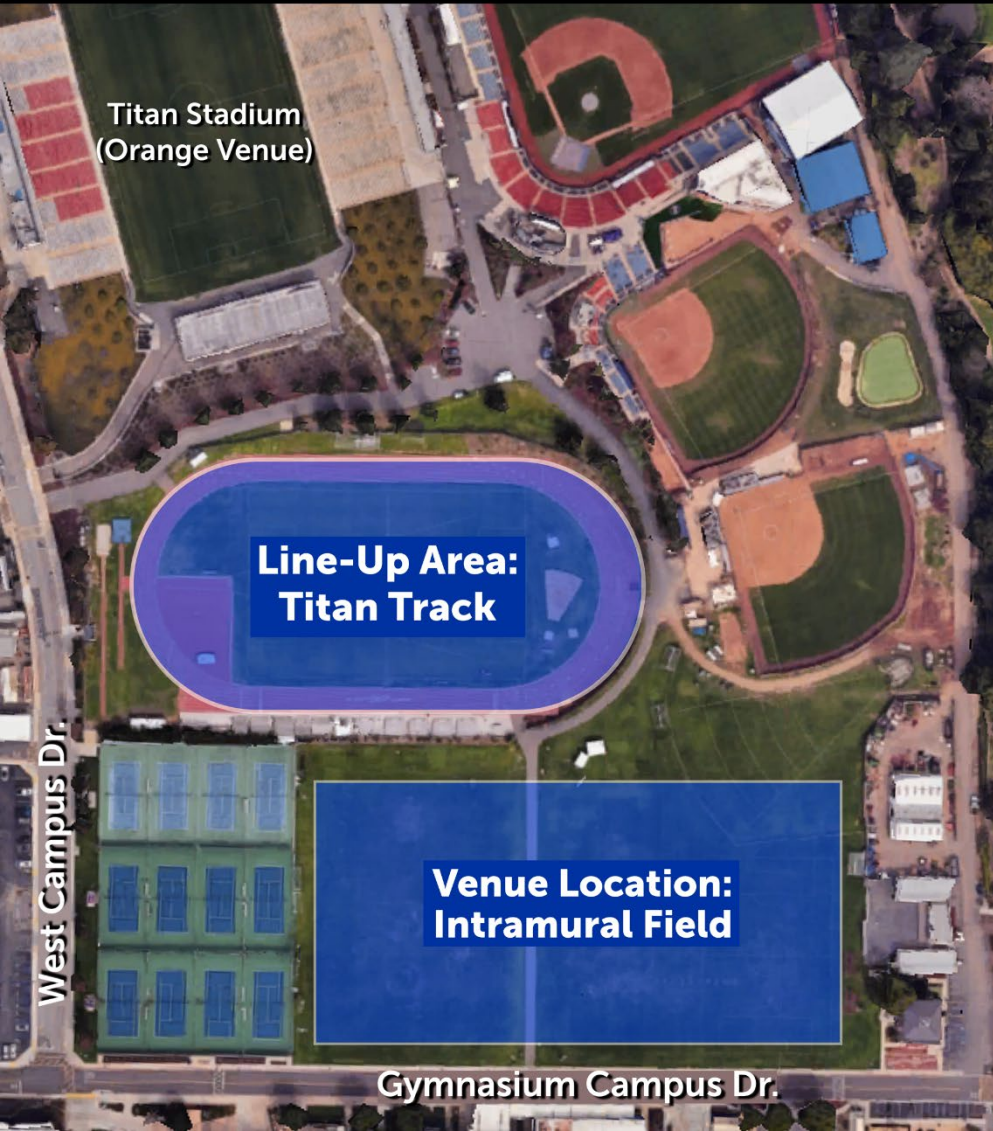 Titan Stadium
(Orange Venue)
Line-Up Area:
Titan Track
Venue Location:
Intramural Field
West Campus Dr.
Gymnasium Campus Dr.